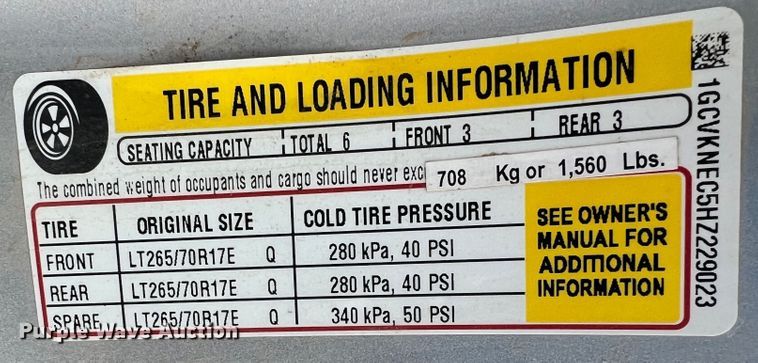 TIRE AND LOADING INFORMATION
SEATING CAPACITY TOTAL 6 FRONT 3 REAR 3
The combined weight of occupants and cargo should never exc 708 Kg or 1,560 Lbs.
TIRE ORIGINAL SIZE COLD TIRE PRESSURE
FRONT LT265/70R17E Q 280 kPa, 40 PSI
REAR LT265/70R17E Q 280 kPa, 40 PSI
SPARE LT265/70R17E Q 340 kPa, 50 PSI
SEE OWNER'S
MANUAL FOR
ADDITIONAL
INFORMATION
1GCVKNEC5HZ229023
Purple Wave Auction